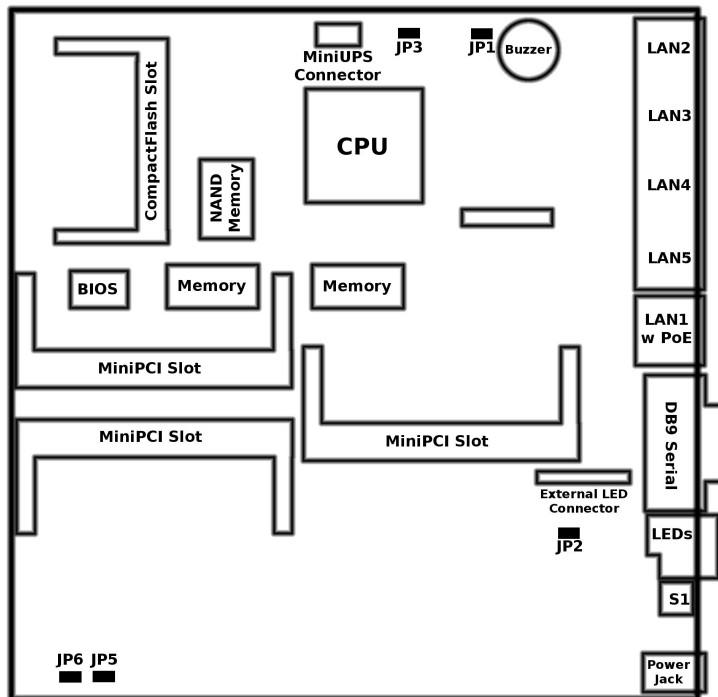 MiniUPS
Connector
JP3
JP1
Buzzer
LAN2
LAN3
LAN4
LAN5
CompactFlash Slot
NAND
Memory
CPU
BIOS
Memory
Memory
LAN1
w PoE
MiniPCI Slot
MiniPCI Slot
MiniPCI Slot
DB9 Serial
External LED
Connector
JP2
LEDs
S1
JP6
JP5
Power
Jack